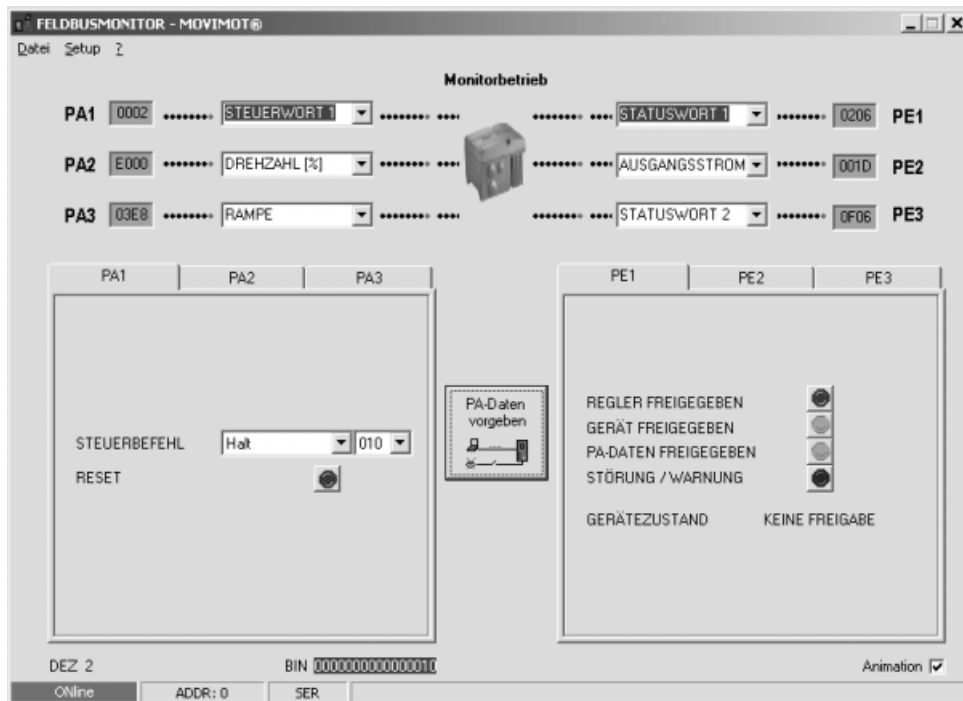 FELDBUSMONITOR - MOVIMOT®
Datei Setup ?
Monitorbetrieb
PA1 0002 STEUERWORT 1 STATUSWORT 1 0206 PE1
PA2 E000 DREHZAHL [%] AUSGANGSSTROM 001D PE2
PA3 03E8 RAMPE STATUSWORT 2 0F06 PE3
PA1 PA2 PA3
STEUERBEFEHL Halt 010
RESET
PA-Daten
vorgeben
PE1 PE2 PE3
REGLER FREIGEGEBEN
GERÄT FREIGEGEBEN
PA-DATEN FREIGEGEBEN
STÖRUNG / WARNUNG
GERÄTEZUSTAND KEINE FREIGABE
DEZ 2 BIN 0000000000000010 Animation
ONline ADDR: 0 SER